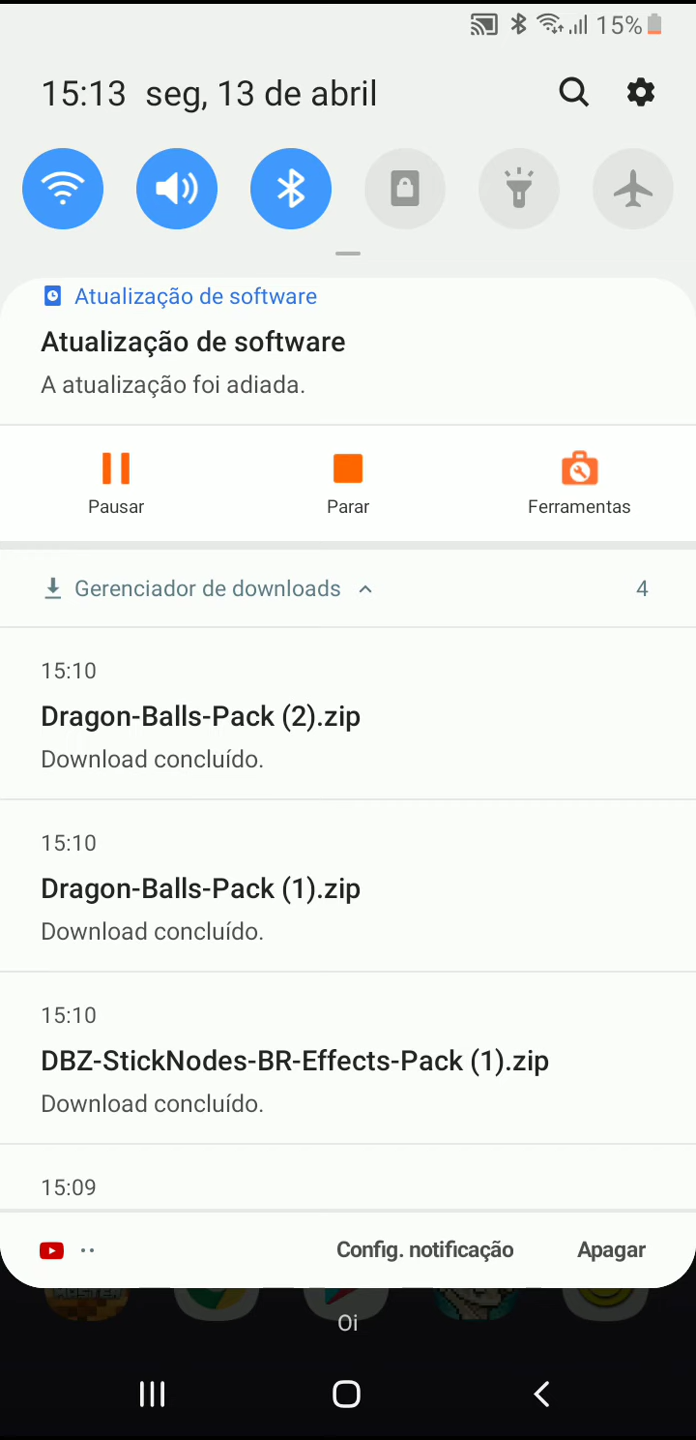 15%
15:13 seg, 13 de abril
Atualização de software
Atualização de software
A atualização foi adiada.
Pausar Parar Ferramentas
Gerenciador de downloads 4
15:10
Dragon-Balls-Pack (2).zip
Download concluído.
15:10
Dragon-Balls-Pack (1).zip
Download concluído.
15:10
DBZ-StickNodes-BR-Effects-Pack (1).zip
Download concluído.
15:09
Config. notificação Apagar
MASTER
Oi